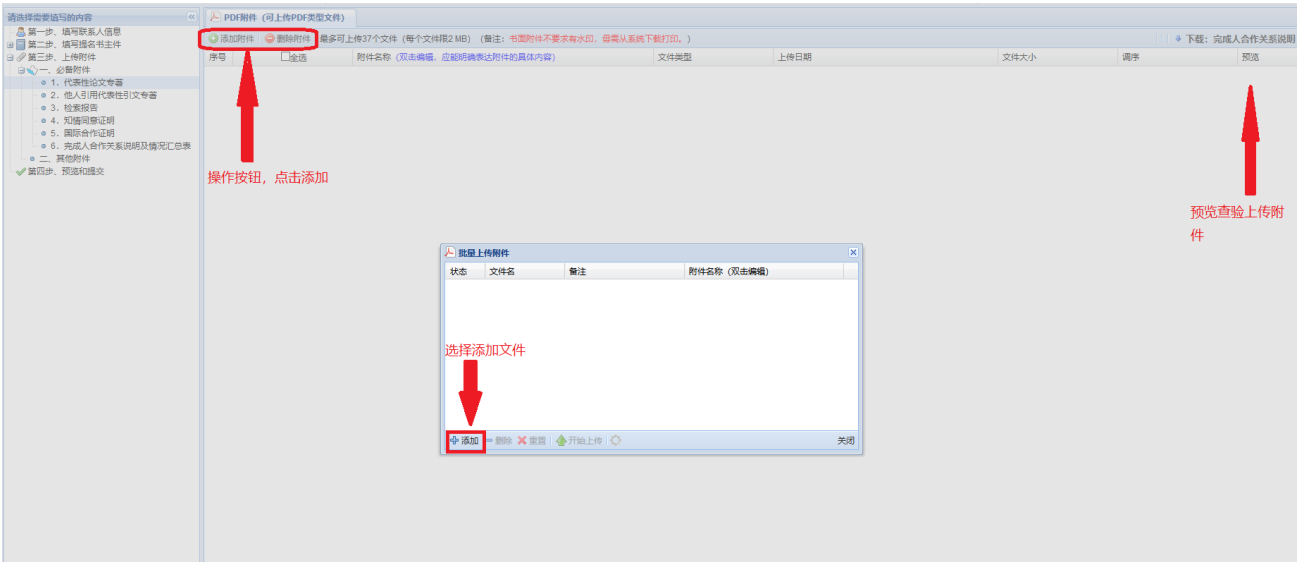 请选择需要填写的内容
第一步、填写联系人信息
第二步、填写提名书主件
第三步、上传附件
一、必备附件
1、代表性论文专著
2、他人引用代表性引文专著
3、检索报告
4、知情同意证明
5、国际合作证明
6、完成人合作关系说明及情况汇总表
二、其他附件
第四步、预览和提交
PDF附件（可上传PDF类型文件）
添加附件 删除附件 最多可上传37个文件（每个文件限2 MB）（备注：书面附件不要求有水印，毋需从系统下载打印。） 下载：完成人合作关系说明
序号 全选 附件名称（双击编辑，应能明确表达附件的具体内容） 文件类型 上传日期 文件大小 调序 预览
操作按钮，点击添加
预览查验上传附
件
批量上传附件
状态 文件名 备注 附件名称（双击编辑）
选择添加文件
添加 删除 重置 开始上传 关闭